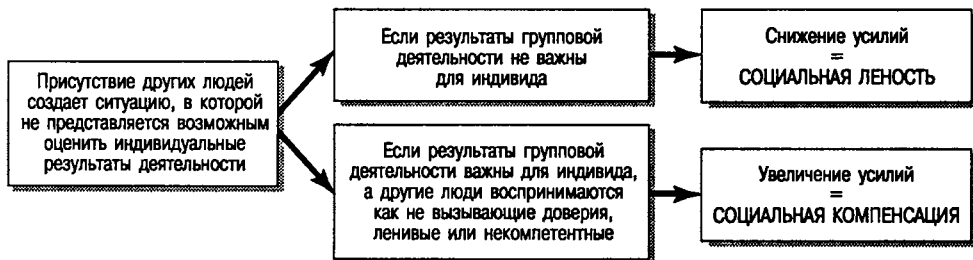 Присутствие других людей
создает ситуацию, в которой
не представляется возможным
оценить индивидуальные
результаты деятельности
Если результаты групповой
деятельности не важны
для индивида
Снижение усилий
=
СОЦИАЛЬНАЯ ЛЕНОСТЬ
Если результаты групповой
деятельности важны для индивида,
а другие люди воспринимаются
как не вызывающие доверия,
ленивые или некомпетентные
Увеличение усилий
=
СОЦИАЛЬНАЯ КОМПЕНСАЦИЯ